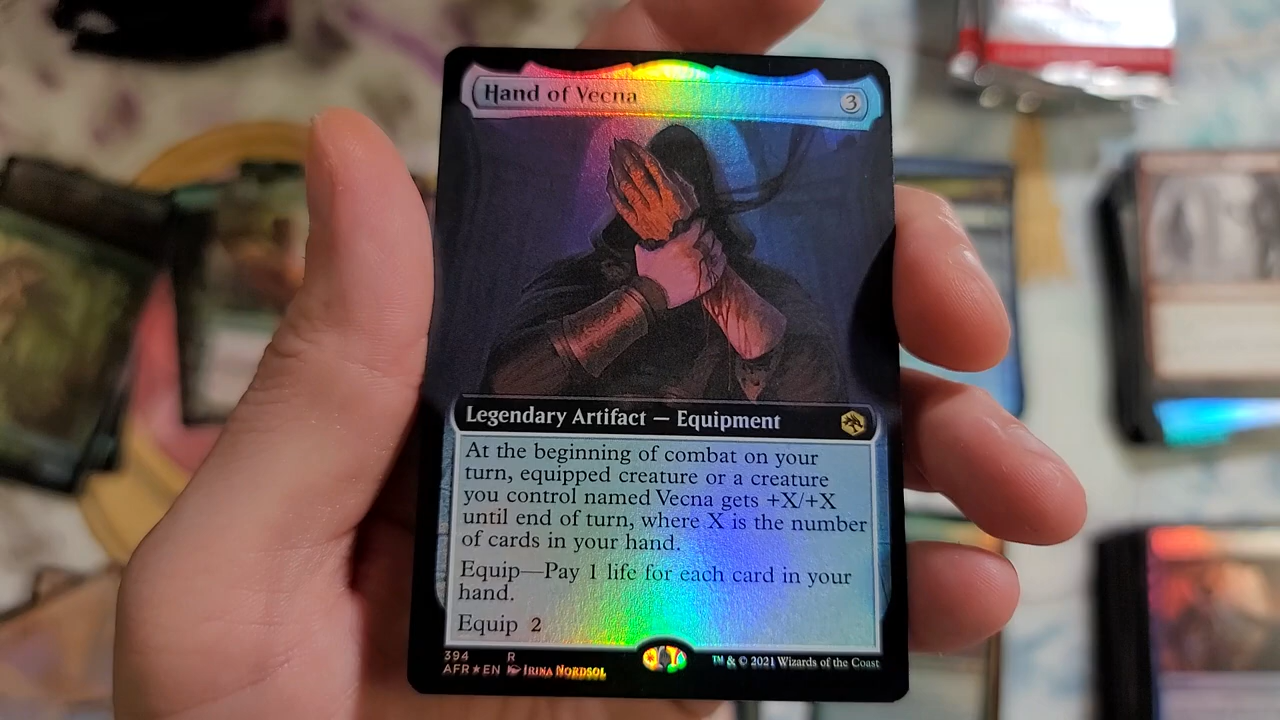 Hand of Vecna 3
Legendary Artifact — Equipment
At the beginning of combat on your
turn, equipped creature or a creature
you control named Vecna gets +X/+X
until end of turn, where X is the number
of cards in your hand.
Equip—Pay 1 life for each card in your
hand.
Equip 2
394 R
AFR★EN IRINA NORDSOL
™ & © 2021 Wizards of the Coast